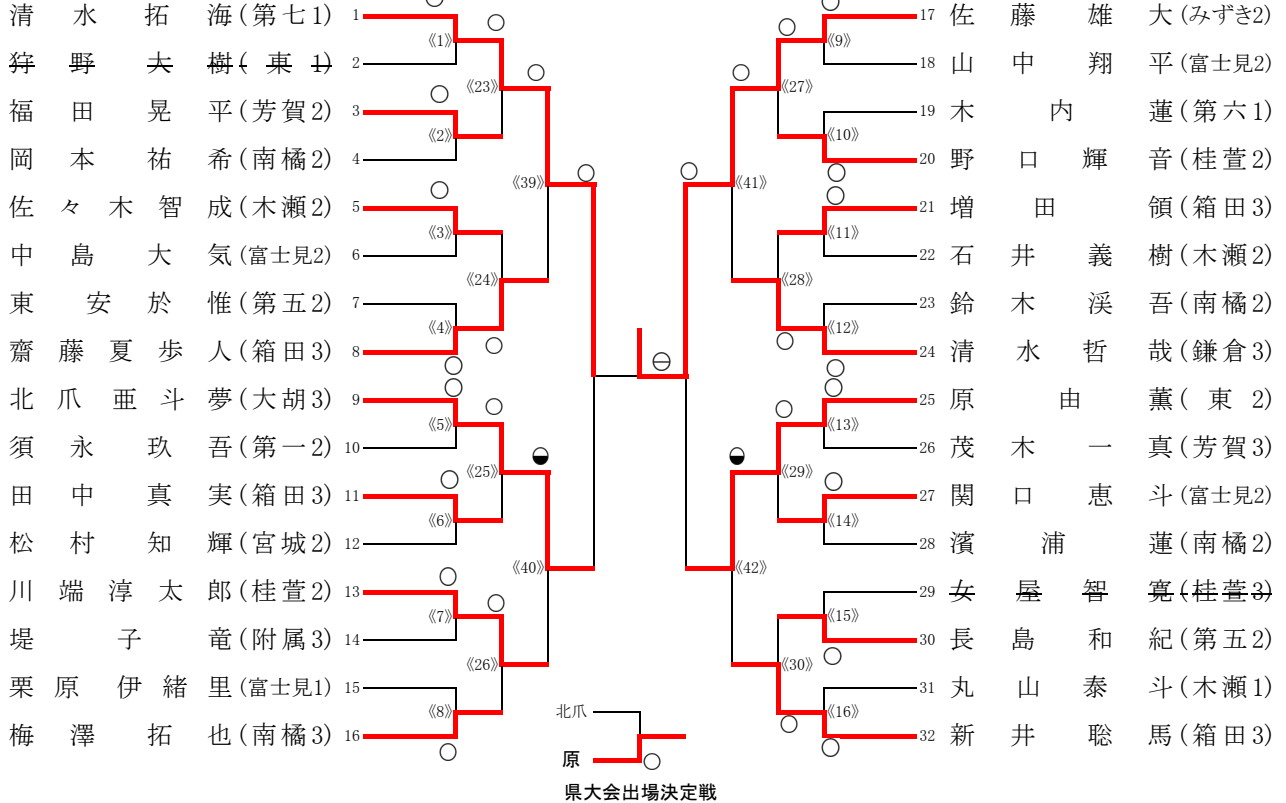 清水拓海(第七1) 1
狩野大樹(東1) 2
福田晃平(芳賀2) 3
岡本祐希(南橘2) 4
佐々木智成(木瀬2) 5
中島大気(富士見2) 6
東安於惟(第五2) 7
齋藤夏歩人(箱田3) 8
北爪亜斗夢(大胡3) 9
須永玖吾(第一2) 10
田中真実(箱田3) 11
松村知輝(宮城2) 12
川端淳太郎(桂萱2) 13
堤子竜(附属3) 14
栗原伊緒里(富士見1) 15
梅澤拓也(南橘3) 16
《1》
《2》
《3》
《4》
《5》
《6》
《7》
《8》
《23》
《24》
《25》
《26》
《39》
《40》
《41》
《42》
《27》
《28》
《29》
《30》
《9》
《10》
《11》
《12》
《13》
《14》
《15》
《16》
17 佐藤雄大(みずき2)
18 山中翔平(富士見2)
19 木内蓮(第六1)
20 野口輝音(桂萱2)
21 増田領(箱田3)
22 石井義樹(木瀬2)
23 鈴木渓吾(南橘2)
24 清水哲哉(鎌倉3)
25 原由薫(東2)
26 茂木一真(芳賀3)
27 関口恵斗(富士見2)
28 濱浦蓮(南橘2)
29 女屋智寛(桂萱3)
30 長島和紀(第五2)
31 丸山泰斗(木瀬1)
32 新井聡馬(箱田3)
北爪
原
県大会出場決定戦